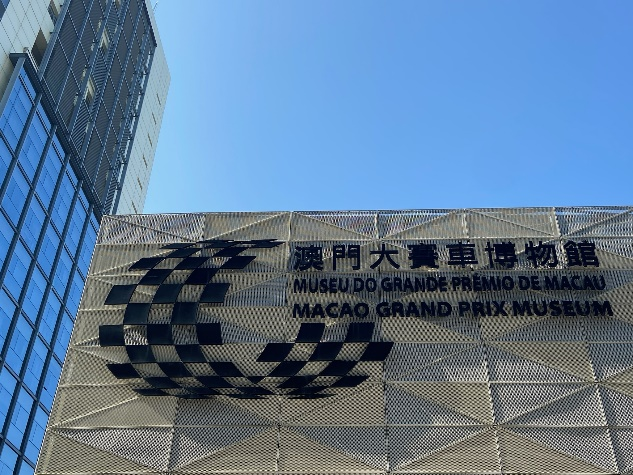 澳門大賽車博物館
MUSEU DO GRANDE PRÉMIO DE MACAU
MACAO GRAND PRIX MUSEUM